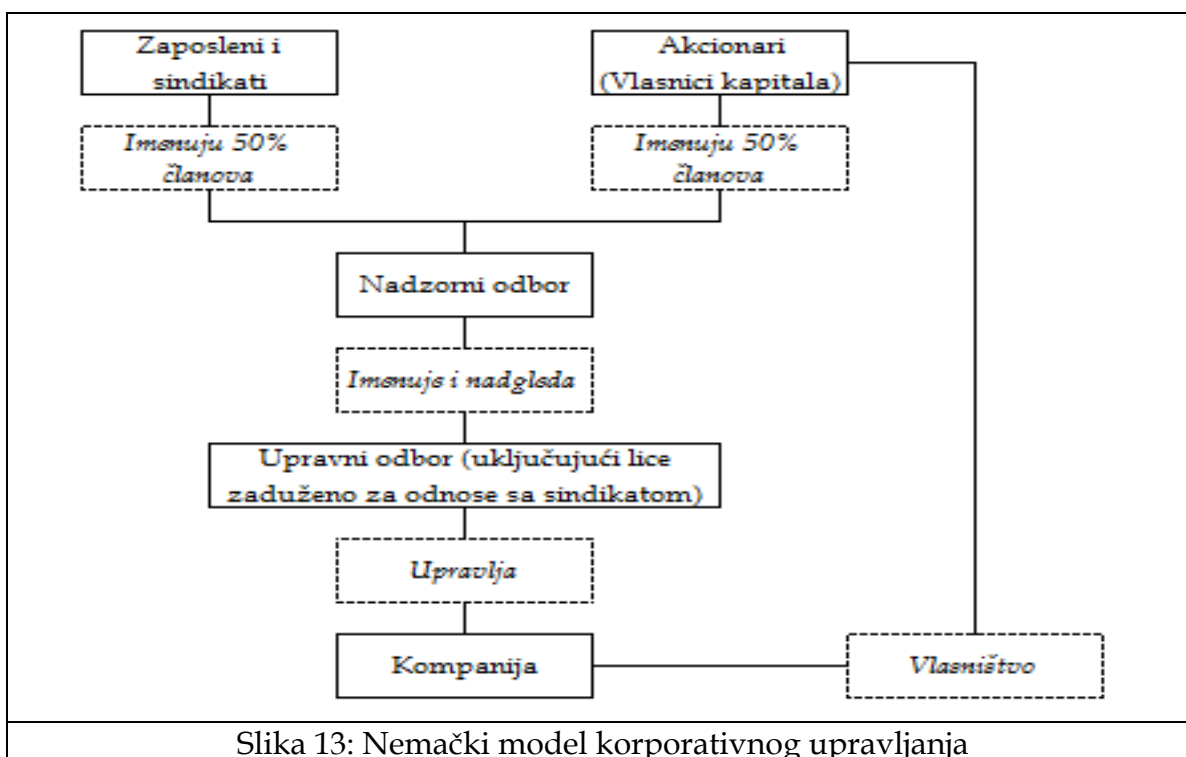 Zaposleni i
sindikati
Akcionari
(Vlasnici kapitala)
Imenuju 50%
članova
Imenuju 50%
članova
Nadzorni odbor
Imenuje i nadgleda
Upravni odbor (uključujući lice
zaduženo za odnose sa sindikatom)
Upravlja
Kompanija
Vlasništvo
Slika 13: Nemački model korporativnog upravljanja